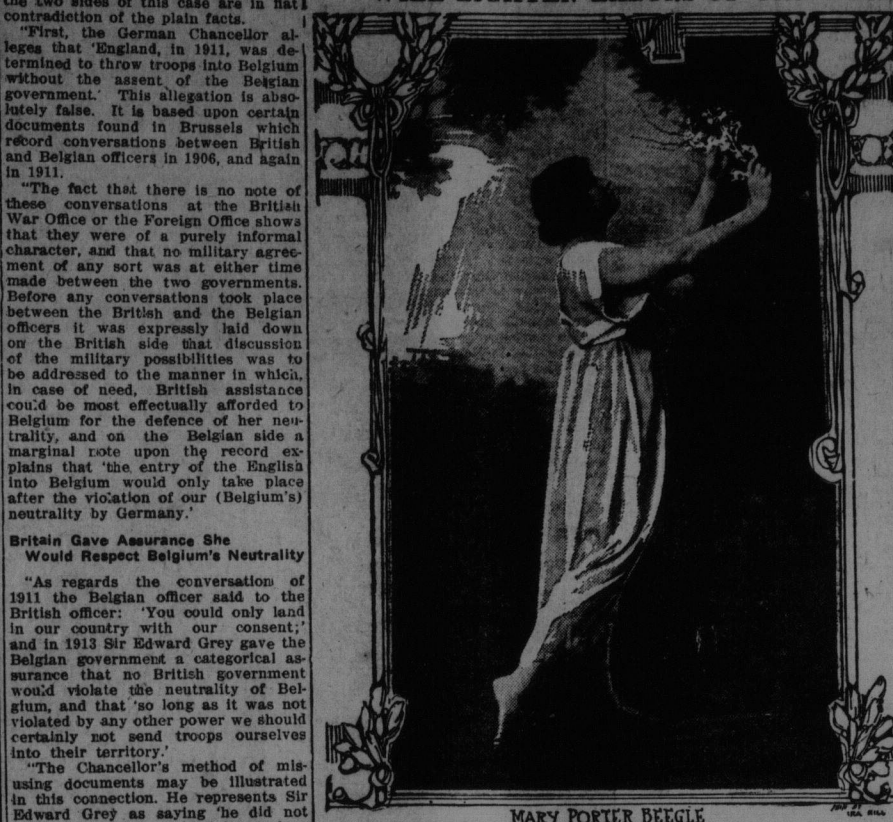 the two sides of this case are in flat
contradiction of the plain facts.
"First, the German Chancellor al-
leges that 'England, in 1911, was de-
termined to throw troops into Belgium
without the assent of the Belgian
government.' This allegation is abso-
lutely false. It is based upon certain
documents found in Brussels which
record conversations between British
and Belgian officers in 1906, and again
in 1911.
"The fact that there is no note of
these conversations at the British
War Office or the Foreign Office shows
that they were of a purely informal
character, and that no military agree-
ment of any sort was at either time
made between the two governments.
Before any conversations took place
between the British and the Belgian
officers it was expressly laid down
on the British side that discussion
of the military possibilities was to
be addressed to the manner in which,
in case of need, British assistance
could be most effectually afforded to
Belgium for the defence of her neu-
trality, and on the Belgian side a
marginal note upon the record ex-
plains that 'the entry of the English
into Belgium would only take place
after the violation of our (Belgium's)
neutrality by Germany.'
Britain Gave Assurance She
Would Respect Belgium's Neutrality
"As regards the conversation of
1911 the Belgian officer said to the
British officer: 'You could only land
in our country with our consent;'
and in 1913 Sir Edward Grey gave the
Belgian government a categorical as-
surance that no British government
would violate the neutrality of Bel-
gium, and that 'so long as it was not
violated by any other power we should
certainly not send troops ourselves
into their territory.'
"The Chancellor's method of mis-
using documents may be illustrated
in this connection. He represents Sir
Edward Grey as saying 'he did not
MARY PORTER BEEGLE
IRA HILL